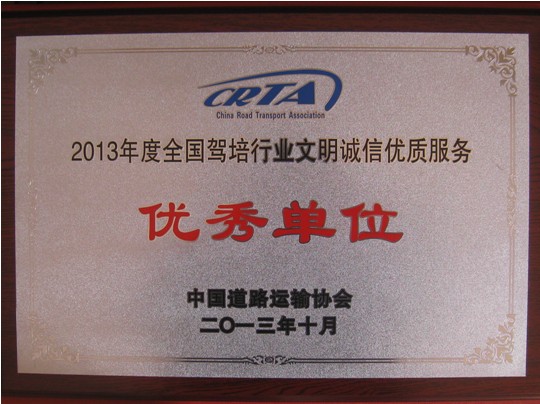 CRTA
China Road Transport Association
2013年度全国驾培行业文明诚信优质服务
优秀单位
中国道路运输协会
二〇一三年十月